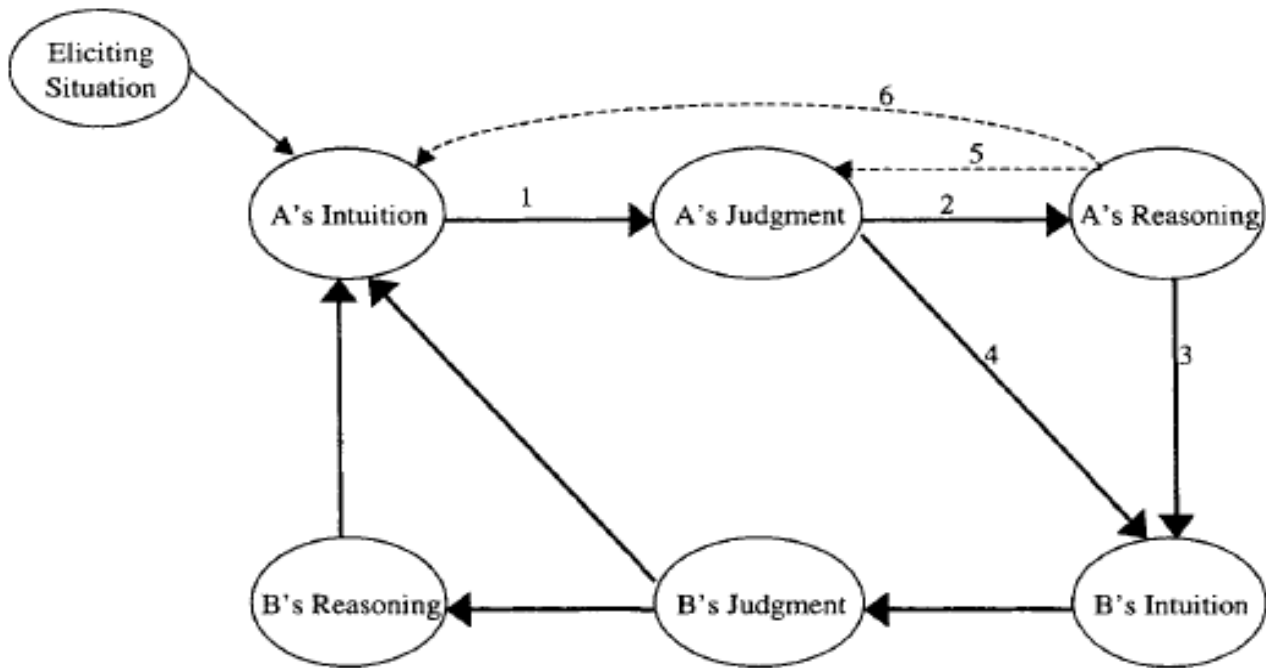 Eliciting
Situation
6
5
A's Intuition
1
A's Judgment
2
A's Reasoning
4
3
B's Reasoning
B's Judgment
B's Intuition